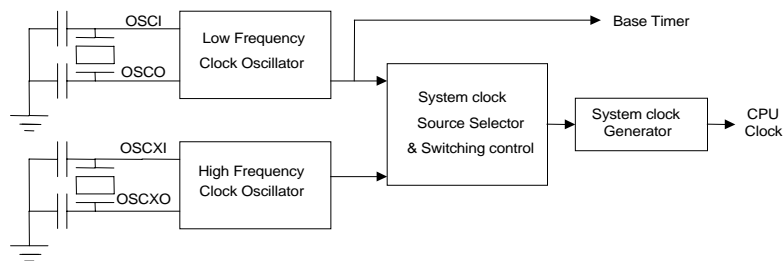 OSCI
OSCO
Low Frequency
Clock Oscillator
Base Timer
System clock
Source Selector
& Switching control
System clock
Generator
CPU
Clock
OSCXI
OSCXO
High Frequency
Clock Oscillator